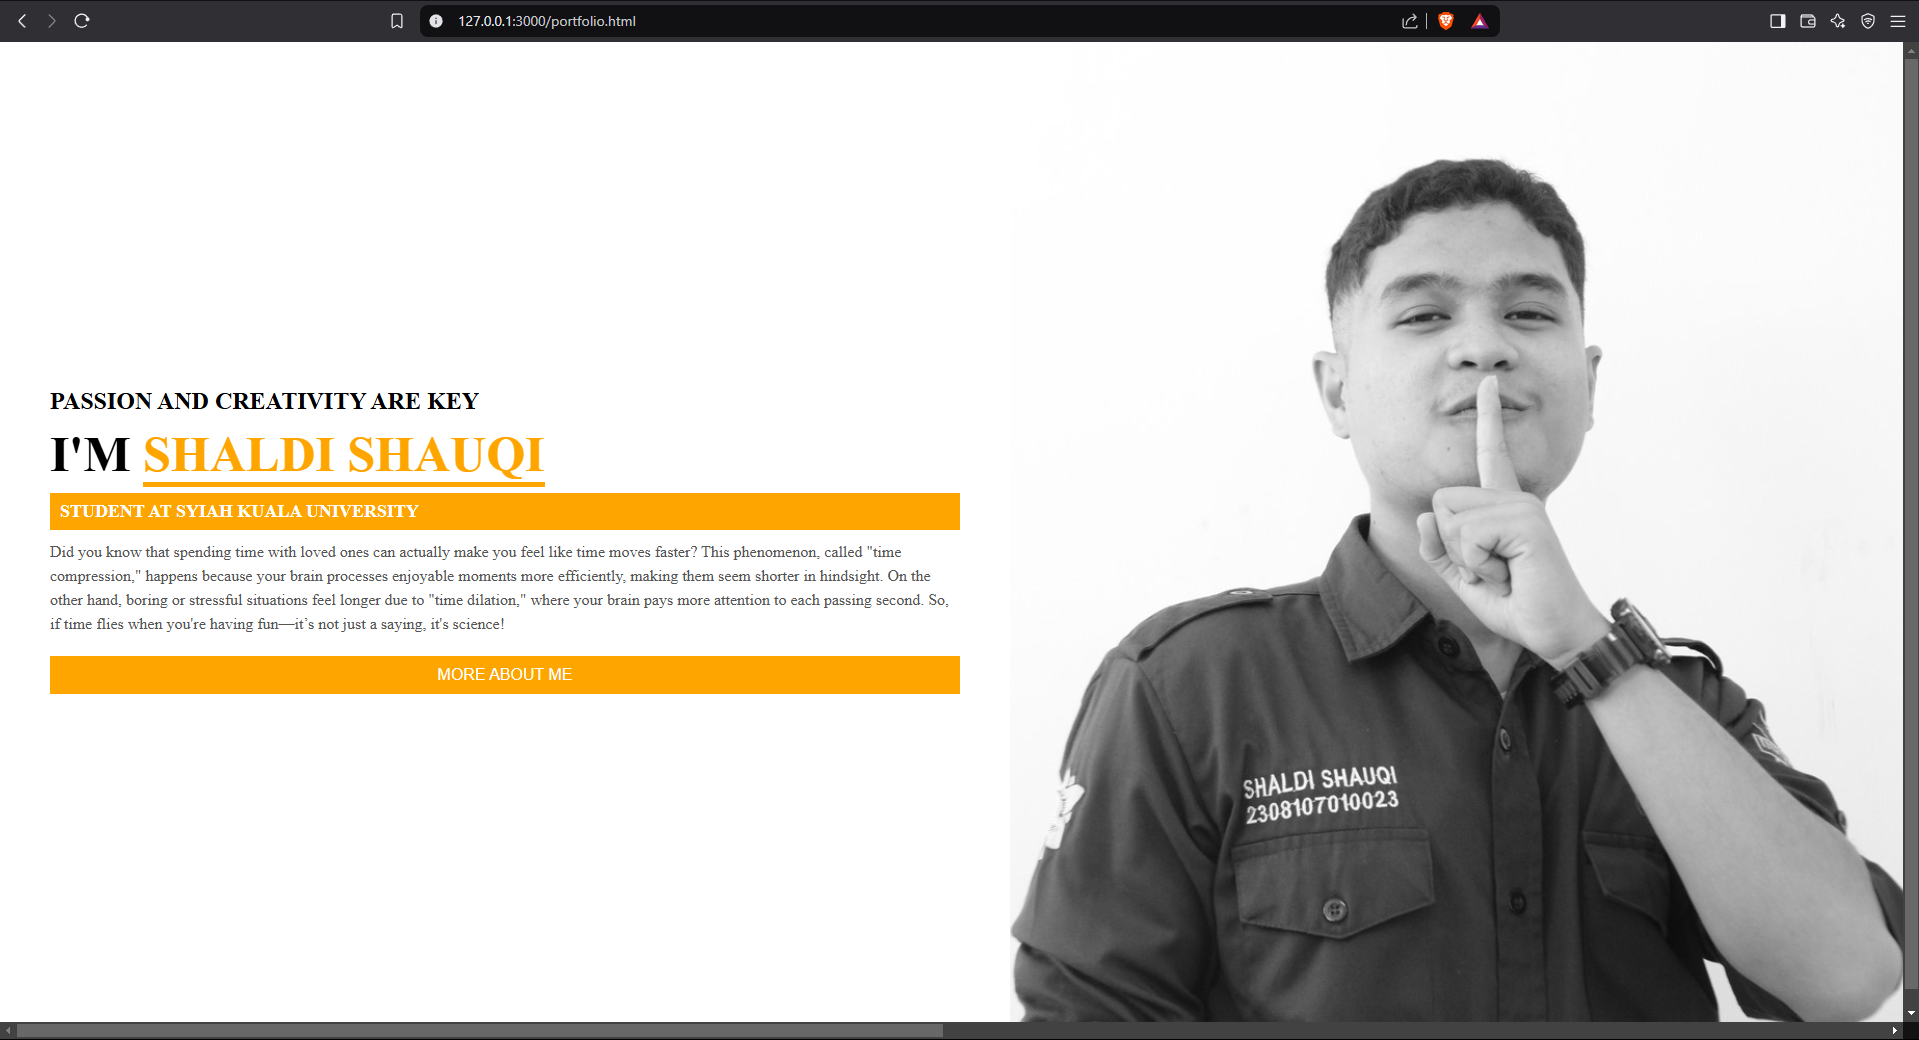 127.0.0.1:3000/portfolio.html
PASSION AND CREATIVITY ARE KEY
I'M SHALDI SHAUQI
STUDENT AT SYIAH KUALA UNIVERSITY
Did you know that spending time with loved ones can actually make you feel like time moves faster? This phenomenon, called "time
compression," happens because your brain processes enjoyable moments more efficiently, making them seem shorter in hindsight. On the
other hand, boring or stressful situations feel longer due to "time dilation," where your brain pays more attention to each passing second. So,
if time flies when you're having fun—it’s not just a saying, it's science!
MORE ABOUT ME
SHALDI SHAUQI
2308107010023